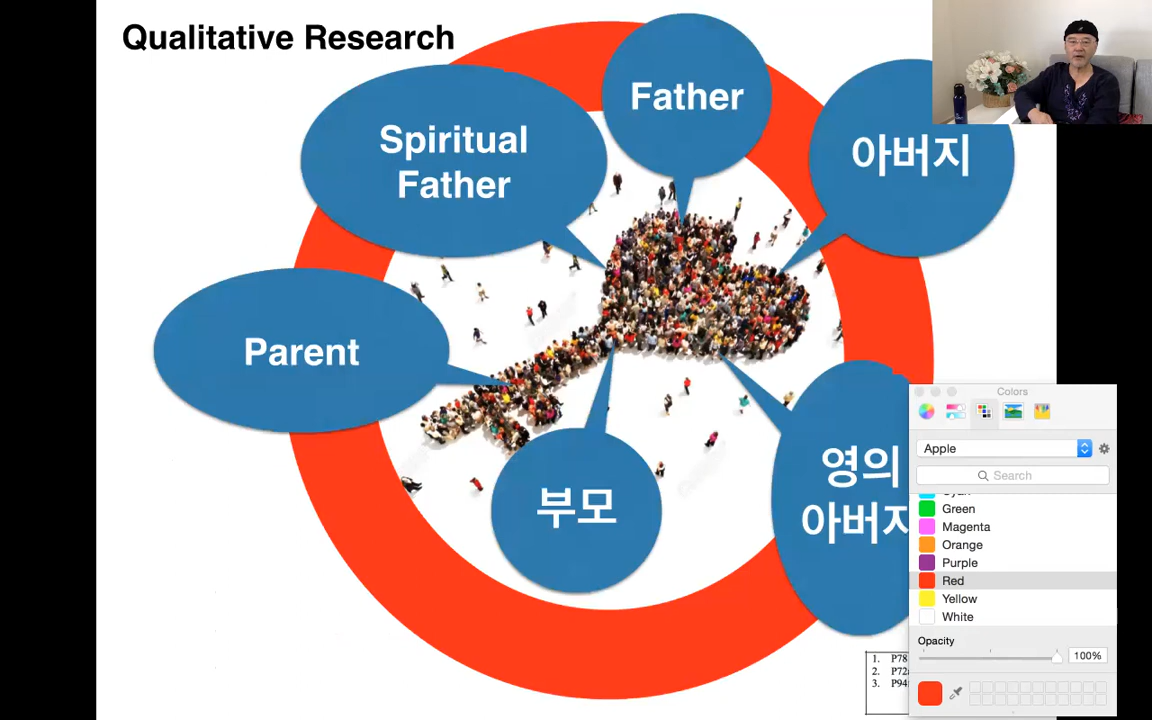 Qualitative Research
Father
Spiritual
Father
아버지
Parent
부모
영의
아버지
Colors
Apple
Search
Green
Magenta
Orange
Purple
Red
Yellow
White
Opacity
100%
1. P78
2. P72
3. P94